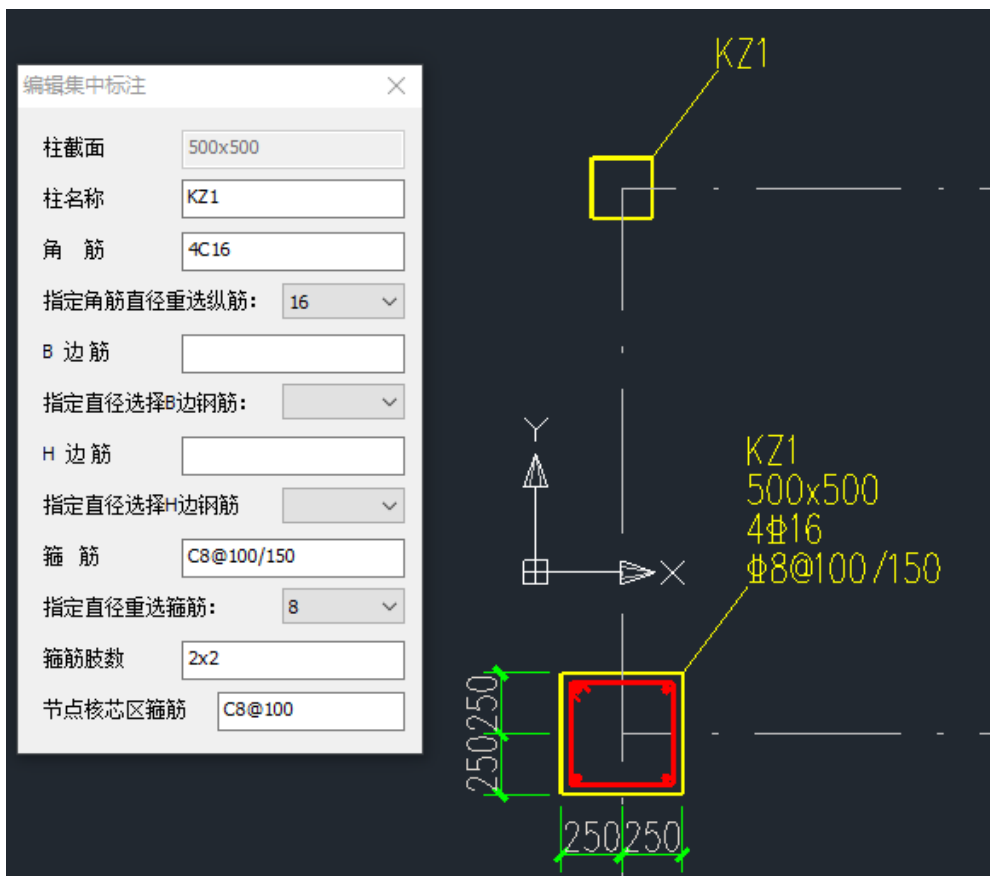 编辑集中标注
柱截面 500x500
柱名称 KZ1
角 筋 4C16
指定角筋直径重选纵筋: 16
B 边筋
指定直径选择B边钢筋:
H 边筋
指定直径选择H边钢筋
箍 筋 C8@100/150
指定直径重选箍筋: 8
箍筋肢数 2x2
节点核芯区箍筋 C8@100
KZ1
Y
X
KZ1
500x500
4⌽16
⌽8@100/150
250
250
250 250